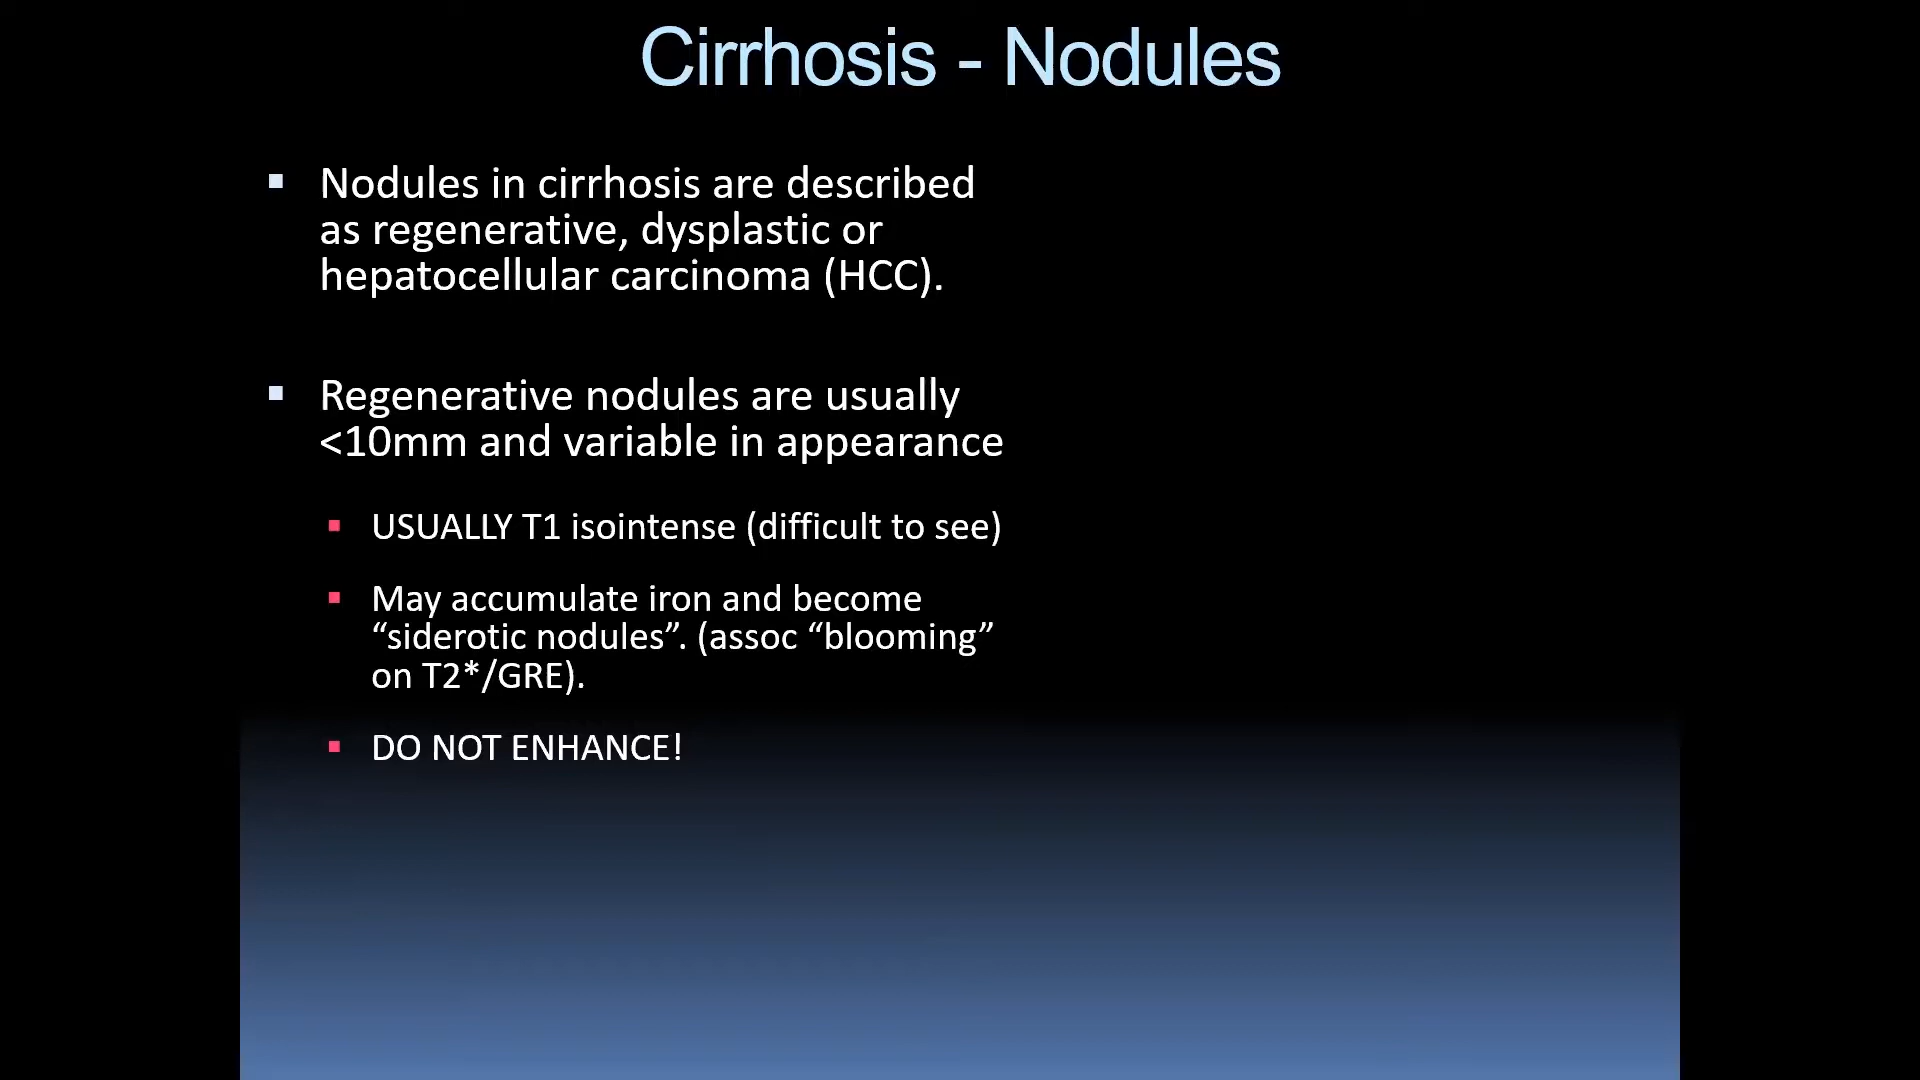 Cirrhosis - Nodules
Nodules in cirrhosis are described
as regenerative, dysplastic or
hepatocellular carcinoma (HCC).
Regenerative nodules are usually
<10mm and variable in appearance
USUALLY T1 isointense (difficult to see)
May accumulate iron and become
“siderotic nodules”. (assoc “blooming”
on T2*/GRE).
DO NOT ENHANCE!